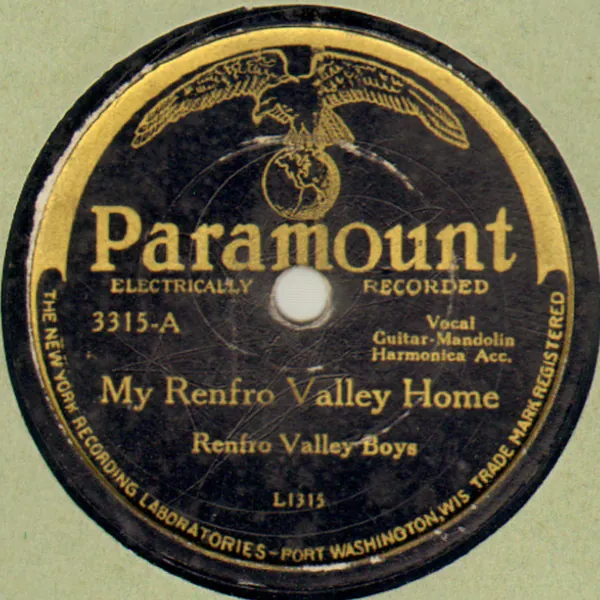 Paramount
ELECTRICALLY RECORDED
3315-A
Vocal
Guitar-Mandolin
Harmonica Acc.
My Renfro Valley Home
Renfro Valley Boys
L1315
THE NEW YORK RECORDING LABORATORIES-PORT WASHINGTON, WIS TRADE MARK REGISTERED